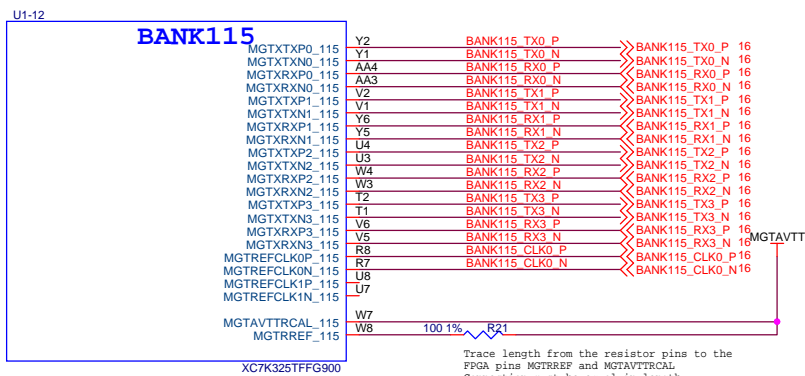 U1-12
BANK115
MGTXTXP0_115 Y2 BANK115_TX0_P BANK115_TX0_P 16
MGTXTXN0_115 Y1 BANK115_TX0_N BANK115_TX0_N 16
MGTXRXP0_115 AA4 BANK115_RX0_P BANK115_RX0_P 16
MGTXRXN0_115 AA3 BANK115_RX0_N BANK115_RX0_N 16
MGTXTXP1_115 V2 BANK115_TX1_P BANK115_TX1_P 16
MGTXTXN1_115 V1 BANK115_TX1_N BANK115_TX1_N 16
MGTXRXP1_115 Y6 BANK115_RX1_P BANK115_RX1_P 16
MGTXRXN1_115 Y5 BANK115_RX1_N BANK115_RX1_N 16
MGTXTXP2_115 U4 BANK115_TX2_P BANK115_TX2_P 16
MGTXTXN2_115 U3 BANK115_TX2_N BANK115_TX2_N 16
MGTXRXP2_115 W4 BANK115_RX2_P BANK115_RX2_P 16
MGTXRXN2_115 W3 BANK115_RX2_N BANK115_RX2_N 16
MGTXTXP3_115 T2 BANK115_TX3_P BANK115_TX3_P 16
MGTXTXN3_115 T1 BANK115_TX3_N BANK115_TX3_N 16
MGTXRXP3_115 V6 BANK115_RX3_P BANK115_RX3_P 16
MGTXRXN3_115 V5 BANK115_RX3_N BANK115_RX3_N 16 MGTAVTT
MGTREFCLK0P_115 R8 BANK115_CLK0_P BANK115_CLK0_P 16
MGTREFCLK0N_115 R7 BANK115_CLK0_N BANK115_CLK0_N 16
MGTREFCLK1P_115 U8
MGTREFCLK1N_115 U7
MGTAVTTRCAL_115 W7
MGTRREF_115 W8 100 1% R21
XC7K325TFFG900
Trace length from the resistor pins to the
FPGA pins MGTRREF and MGTAVTTRCAL